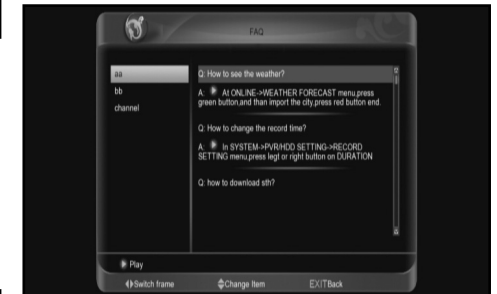 FAQ
aa
bb
channel
Q: How to see the weather?
A: At ONLINE->WEATHER FORECAST menu,press
green button,and than import the city,press red button end.
Q: How to change the record time?
A: In SYSTEM->PVR/HDD SETTING->RECORD
SETTING menu,press legt or right button on DURATION
Q: how to download sth?
Play
Switch frame
Change Item
EXIT Back